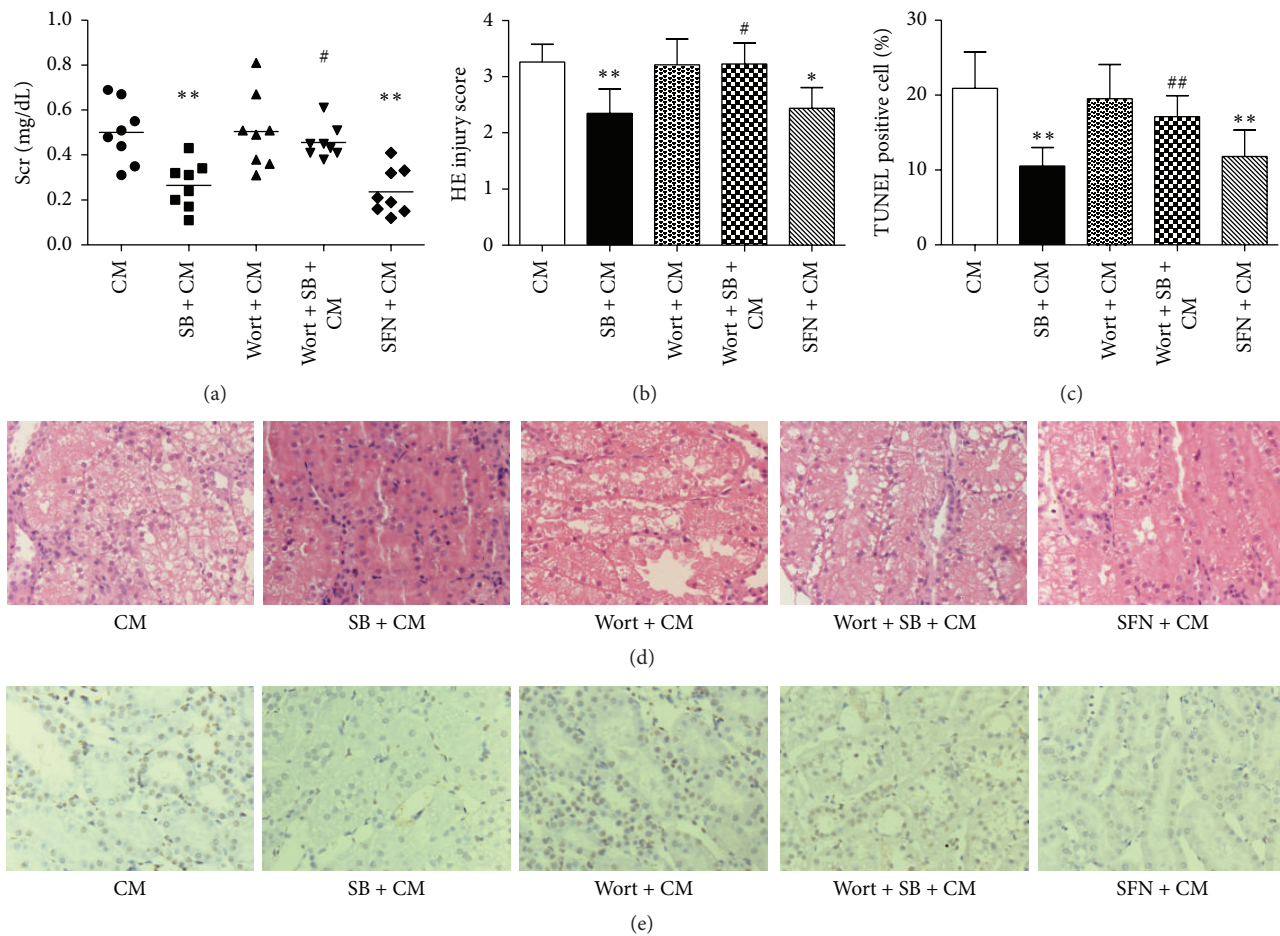 Scr (mg/dL)
1.0
0.8
0.6
0.4
0.2
0.0
**
#
**
CM
SB + CM
Wort + CM
Wort + SB +
CM
SFN + CM
(a)
HE injury score
4
3
2
1
0
**
#
*
CM
SB + CM
Wort + CM
Wort + SB +
CM
SFN + CM
(b)
TUNEL positive cell (%)
30
20
10
0
**
##
**
CM
SB + CM
Wort + CM
Wort + SB +
CM
SFN + CM
(c)
CM
SB + CM
Wort + CM
Wort + SB + CM
SFN + CM
(d)
CM
SB + CM
Wort + CM
Wort + SB + CM
SFN + CM
(e)